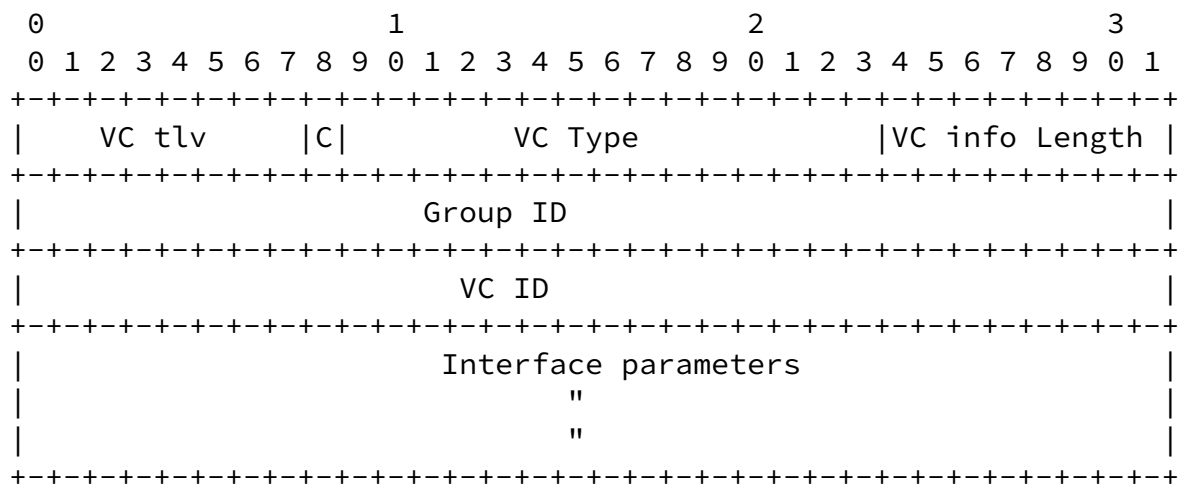 0                   1                   2                   3
 0 1 2 3 4 5 6 7 8 9 0 1 2 3 4 5 6 7 8 9 0 1 2 3 4 5 6 7 8 9 0 1
+-+-+-+-+-+-+-+-+-+-+-+-+-+-+-+-+-+-+-+-+-+-+-+-+-+-+-+-+-+-+-+-+
|    VC tlv     |C|         VC Type             |VC info Length |
+-+-+-+-+-+-+-+-+-+-+-+-+-+-+-+-+-+-+-+-+-+-+-+-+-+-+-+-+-+-+-+-+
|                      Group ID                                 |
+-+-+-+-+-+-+-+-+-+-+-+-+-+-+-+-+-+-+-+-+-+-+-+-+-+-+-+-+-+-+-+-+
|                        VC ID                                  |
+-+-+-+-+-+-+-+-+-+-+-+-+-+-+-+-+-+-+-+-+-+-+-+-+-+-+-+-+-+-+-+-+
|                       Interface parameters                    |
|                              "                                |
|                              "                                |
+-+-+-+-+-+-+-+-+-+-+-+-+-+-+-+-+-+-+-+-+-+-+-+-+-+-+-+-+-+-+-+-+